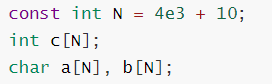 const int N = 4e3 + 10;
int c[N];
char a[N], b[N];